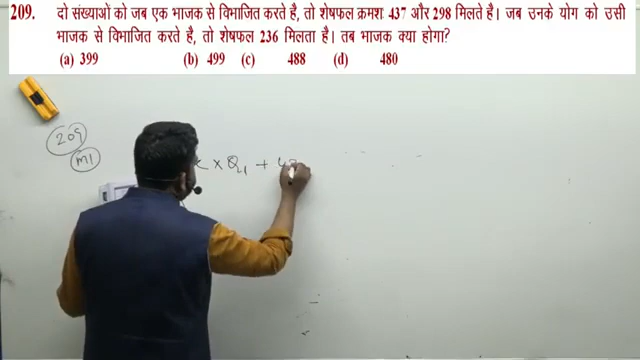 209. दो संख्याओं को जब एक भाजक से विभाजित करते है, तो शेषफल क्रमशः 437 और 298 मिलते है। जब उनके योग को उसी
भाजक से विभाजित करते है, तो शेषफल 236 मिलता है। तब भाजक क्या होगा?
(a) 399 (b) 499 (c) 488 (d) 480
209
M1
x × Q1 + 43